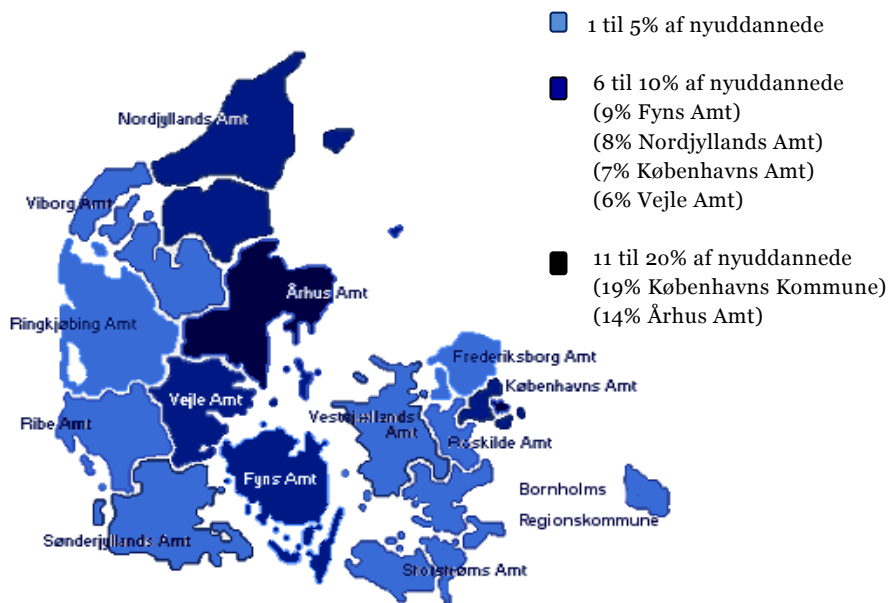 1 til 5% af nyuddannede
6 til 10% af nyuddannede
(9% Fyns Amt)
(8% Nordjyllands Amt)
(7% Københavns Amt)
(6% Vejle Amt)
11 til 20% af nyuddannede
(19% Københavns Kommune)
(14% Århus Amt)
Nordjyllands Amt
Viborg Amt
Århus Amt
Ringkjøbing Amt
Frederiksborg Amt
Københavns Amt
Vejle Amt
Vestsjællands
Amt
Ribe Amt
Roskilde Amt
Fyns Amt
Bornholms
Regionskommune
Sønderjyllands Amt
Storstrøms Amt